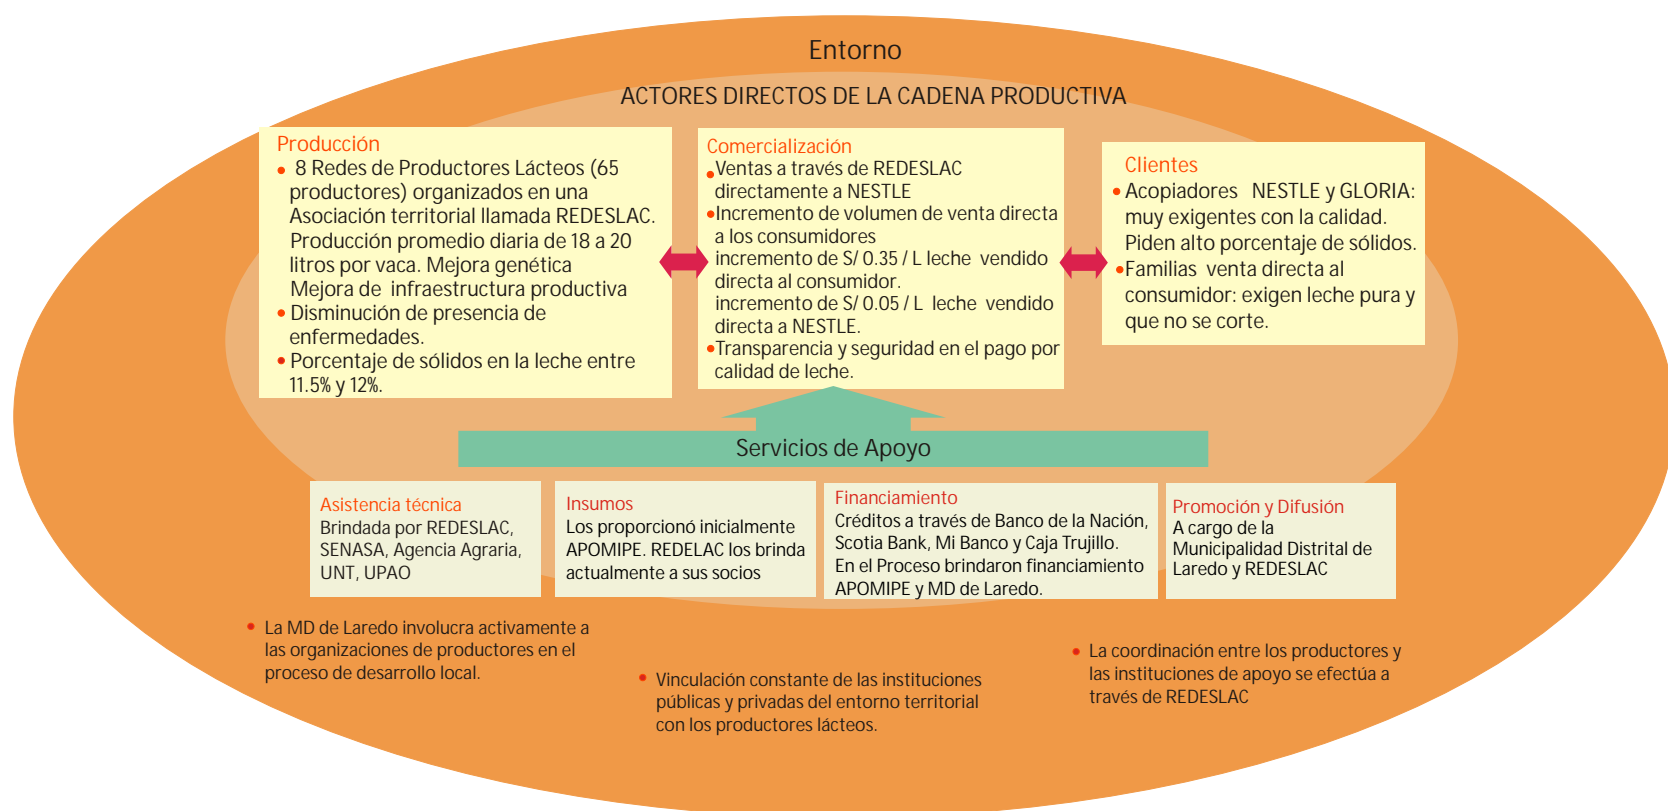 Entorno
ACTORES DIRECTOS DE LA CADENA PRODUCTIVA
Producción
• 8 Redes de Productores Lácteos (65
productores) organizados en una
Asociación territorial llamada REDESLAC.
Producción promedio diaria de 18 a 20
litros por vaca. Mejora genética
Mejora de infraestructura productiva
• Disminución de presencia de
enfermedades.
• Porcentaje de sólidos en la leche entre
11.5% y 12%.
Comercialización
• Ventas a través de REDESLAC
directamente a NESTLE
• Incremento de volumen de venta directa
a los consumidores
incremento de S/ 0.35 / L leche vendido
directa al consumidor.
incremento de S/ 0.05 / L leche vendido
directa a NESTLE.
• Transparencia y seguridad en el pago por
calidad de leche.
Clientes
• Acopiadores NESTLE y GLORIA:
muy exigentes con la calidad.
Piden alto porcentaje de sólidos.
• Familias venta directa al
consumidor: exigen leche pura y
que no se corte.
Servicios de Apoyo
Asistencia técnica
Brindada por REDESLAC,
SENASA, Agencia Agraria,
UNT, UPAO
Insumos
Los proporcionó inicialmente
APOMIPE. REDELAC los brinda
actualmente a sus socios
Financiamiento
Créditos a través de Banco de la Nación,
Scotia Bank, Mi Banco y Caja Trujillo.
En el Proceso brindaron financiamiento
APOMIPE y MD de Laredo.
Promoción y Difusión
A cargo de la
Municipalidad Distrital de
Laredo y REDESLAC
• La MD de Laredo involucra activamente a
las organizaciones de productores en el
proceso de desarrollo local.
• Vinculación constante de las instituciones
públicas y privadas del entorno territorial
con los productores lácteos.
• La coordinación entre los productores y
las instituciones de apoyo se efectúa a
través de REDESLAC